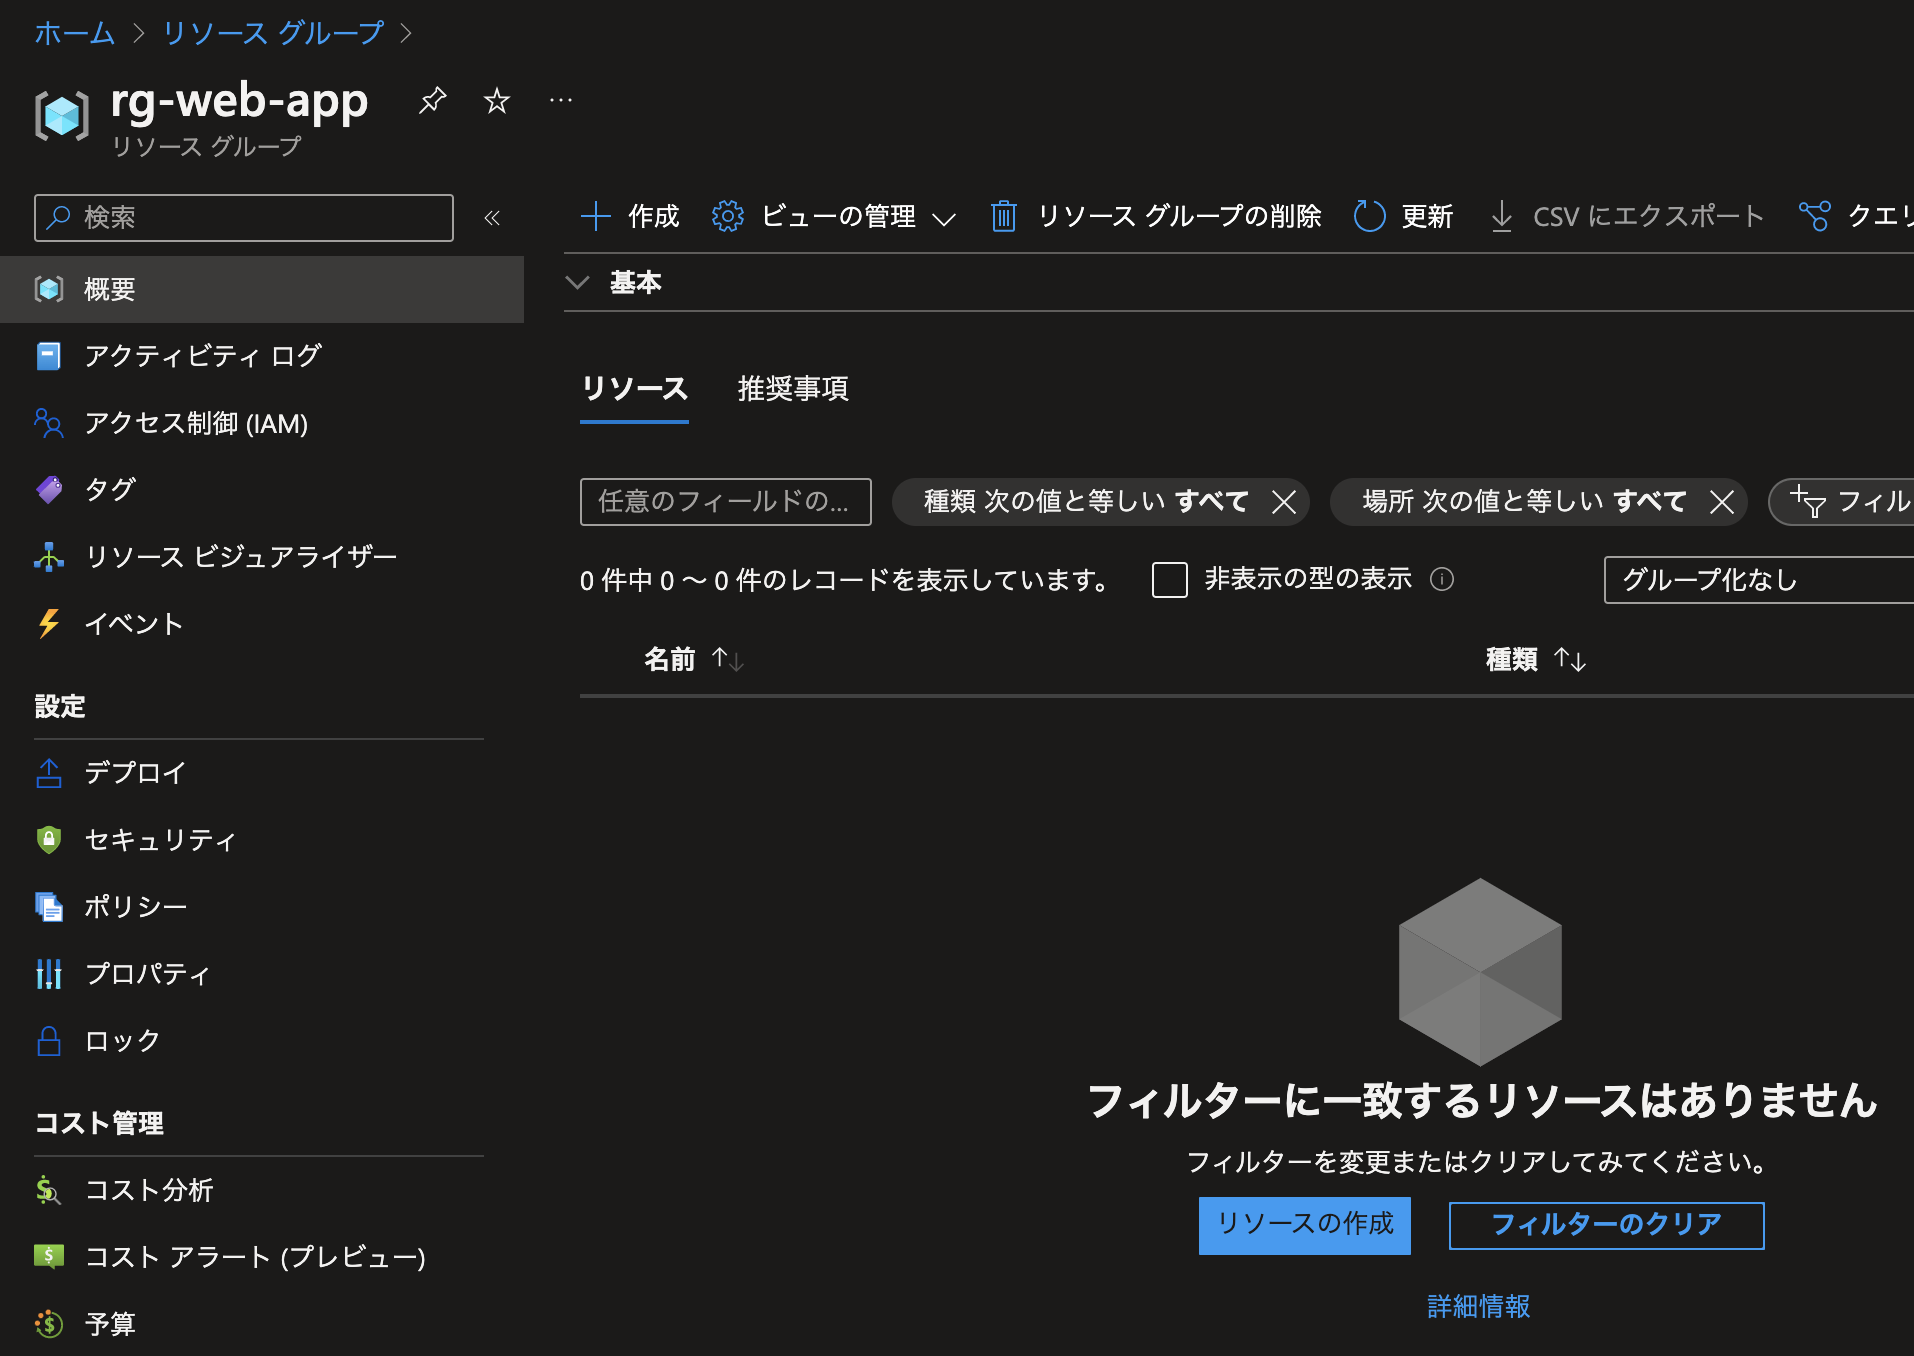 ホーム > リソース グループ >
rg-web-app
リソース グループ
検索
概要
アクティビティ ログ
アクセス制御 (IAM)
タグ
リソース ビジュアライザー
イベント
設定
デプロイ
セキュリティ
ポリシー
プロパティ
ロック
コスト管理
コスト分析
コスト アラート (プレビュー)
予算
作成 ビューの管理 リソース グループの削除 更新 CSV にエクスポート クエリ
基本
リソース 推奨事項
任意のフィールドの... 種類 次の値と等しい すべて 場所 次の値と等しい すべて フィル
0 件中 0 ～ 0 件のレコードを表示しています。 非表示の型の表示 グループ化なし
名前 ↑↓ 種類 ↑↓
フィルターに一致するリソースはありません
フィルターを変更またはクリアしてみてください。
リソースの作成 フィルターのクリア
詳細情報